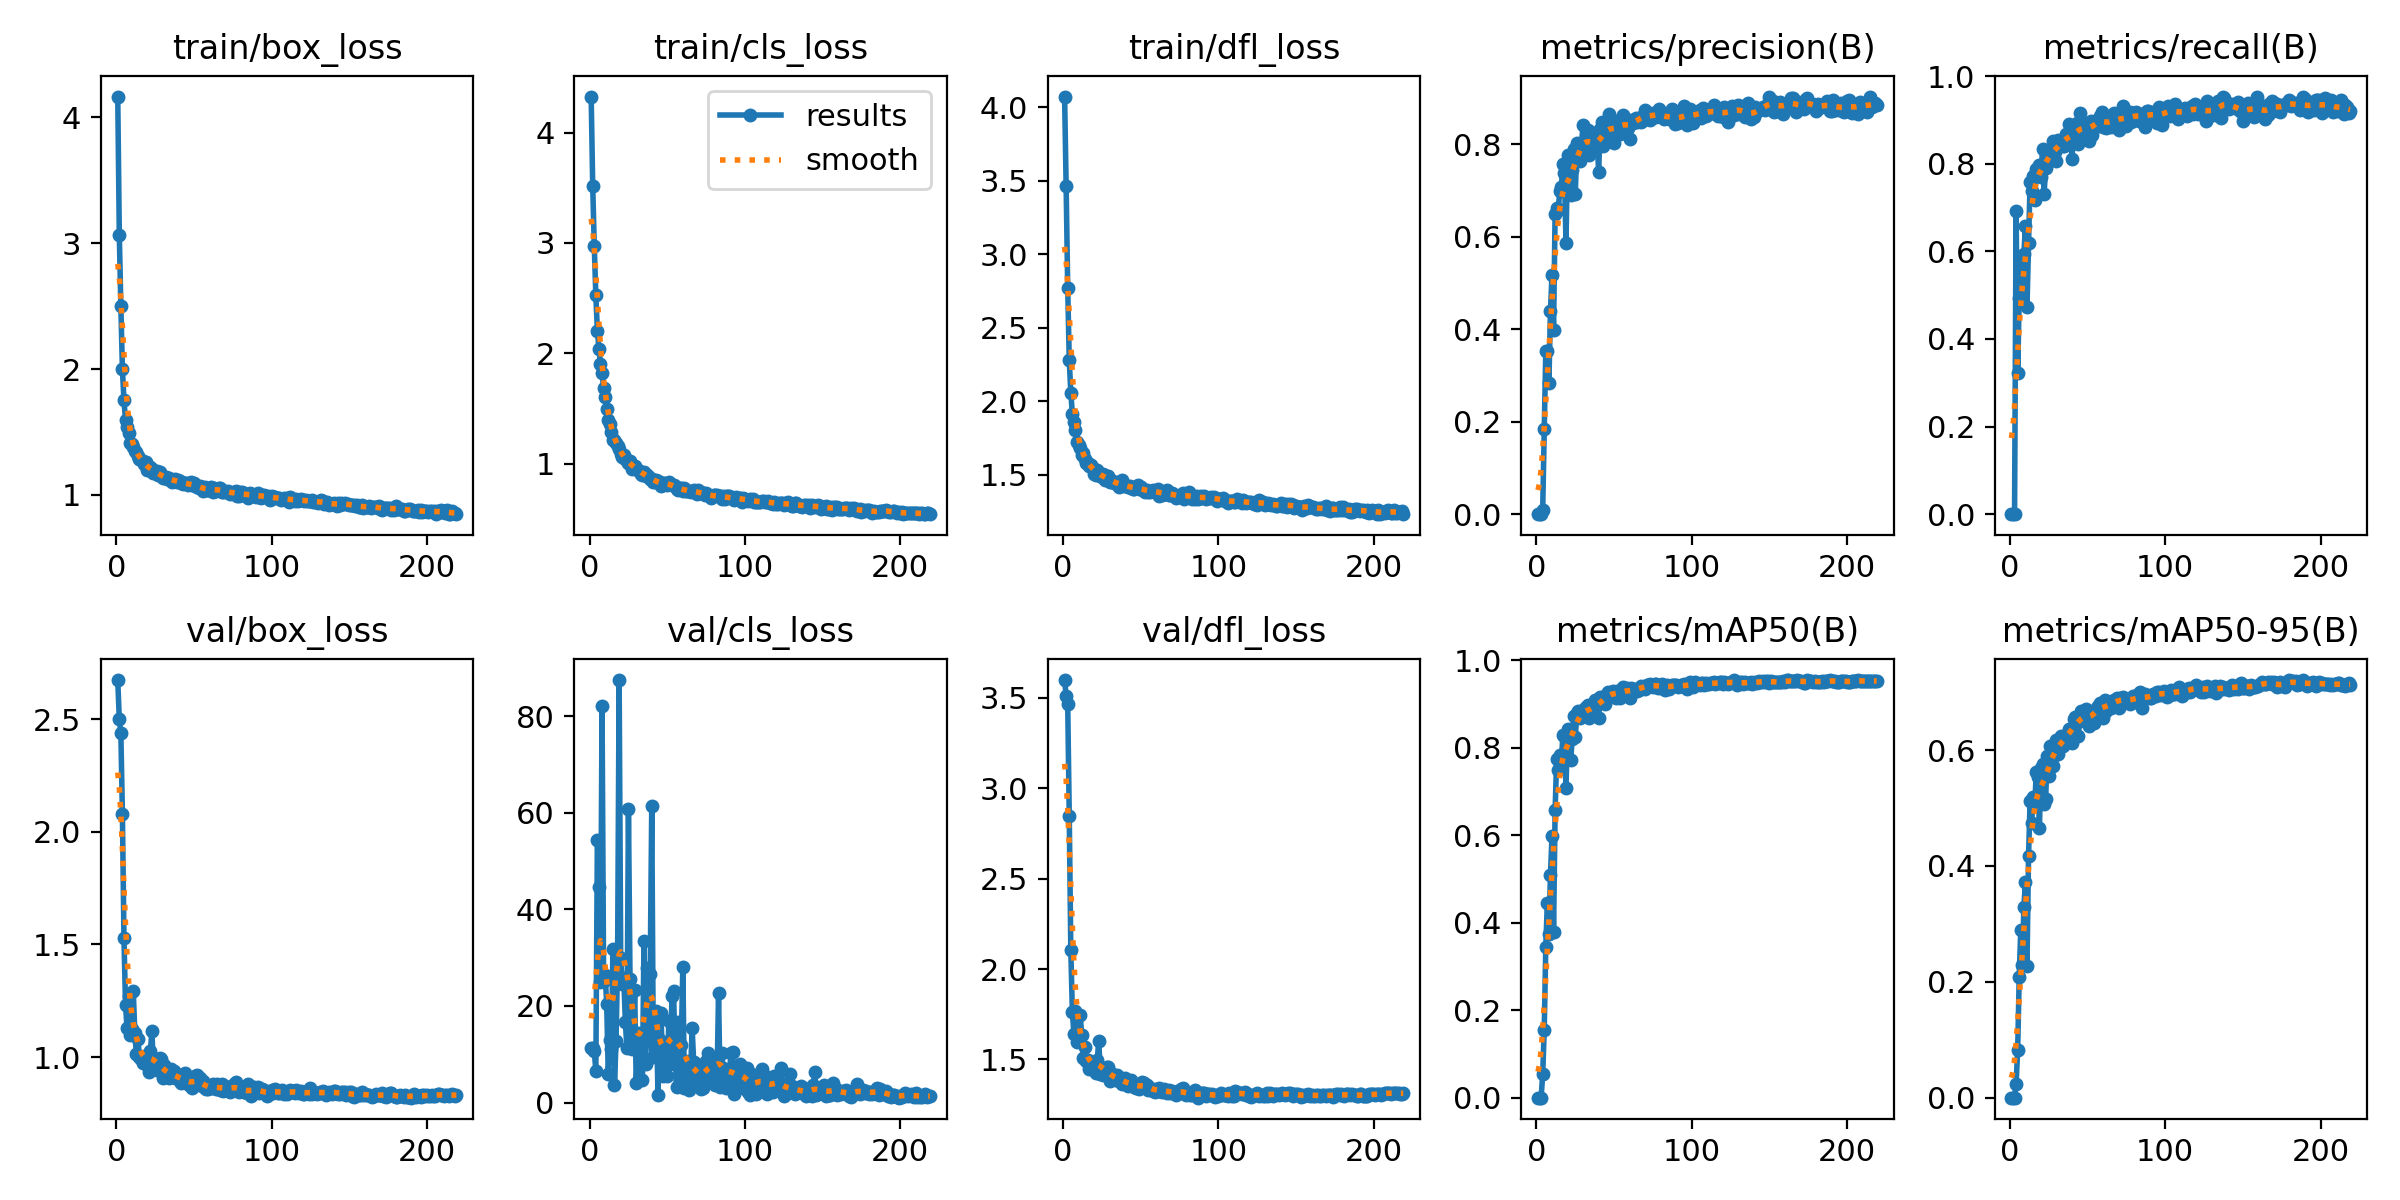 train/box_loss
train/cls_loss
train/dfl_loss
metrics/precision(B)
metrics/recall(B)
4
3
2
1
0 100 200
results
smooth
4
3
2
1
0 100 200
4.0
3.5
3.0
2.5
2.0
1.5
0 100 200
0.8
0.6
0.4
0.2
0.0
0 100 200
1.0
0.8
0.6
0.4
0.2
0.0
0 100 200
val/box_loss
val/cls_loss
val/dfl_loss
metrics/mAP50(B)
metrics/mAP50-95(B)
2.5
2.0
1.5
1.0
0 100 200
80
60
40
20
0
0 100 200
3.5
3.0
2.5
2.0
1.5
0 100 200
1.0
0.8
0.6
0.4
0.2
0.0
0 100 200
0.6
0.4
0.2
0.0
0 100 200